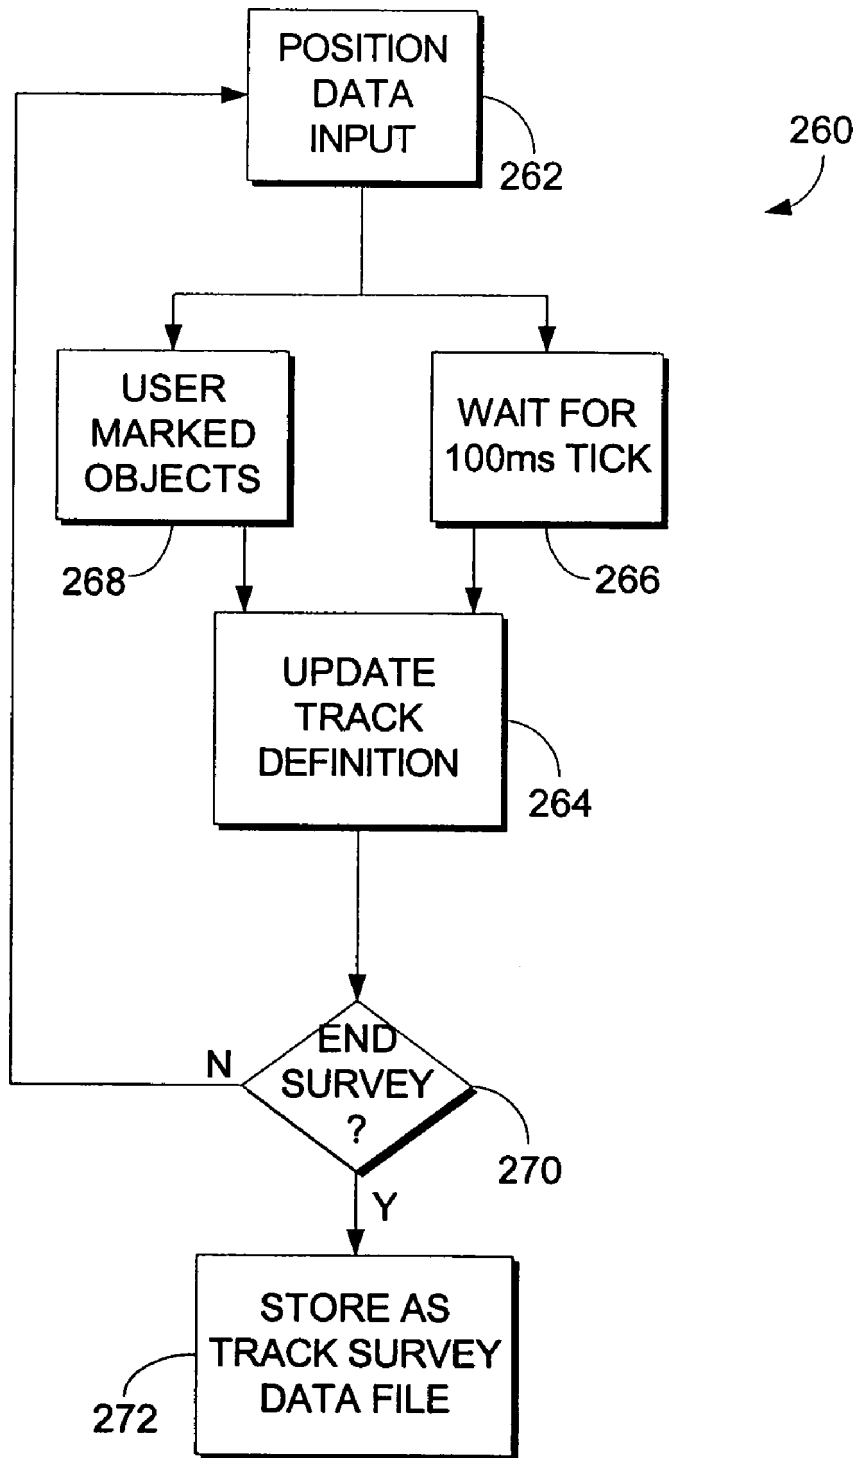 POSITION
DATA
INPUT
262
260
USER
MARKED
OBJECTS
268
WAIT FOR
100ms TICK
266
UPDATE
TRACK
DEFINITION
264
END
SURVEY
?
N
270
Y
STORE AS
TRACK SURVEY
DATA FILE
272